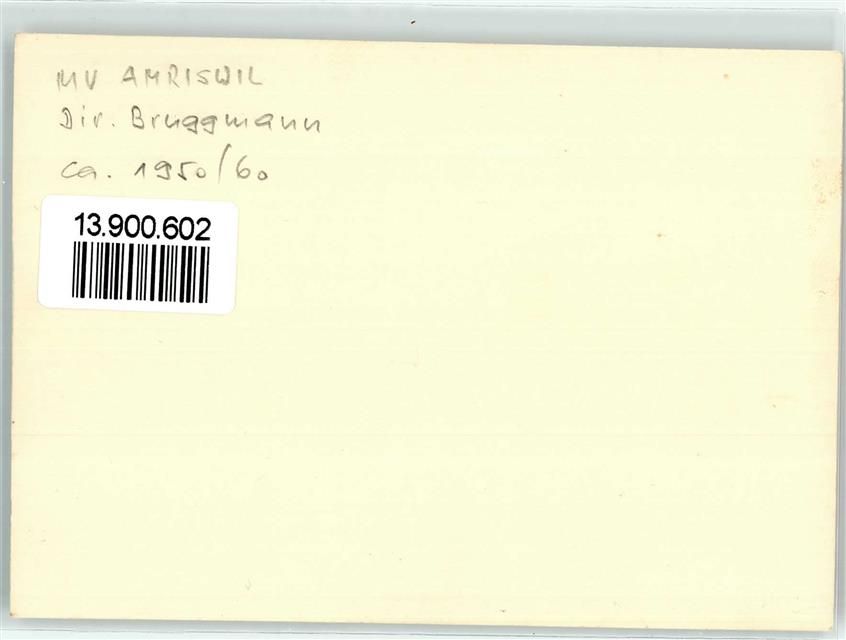 MV AMRISWIL
Dir. Bruggmann
ca. 1950/60
13.900.602